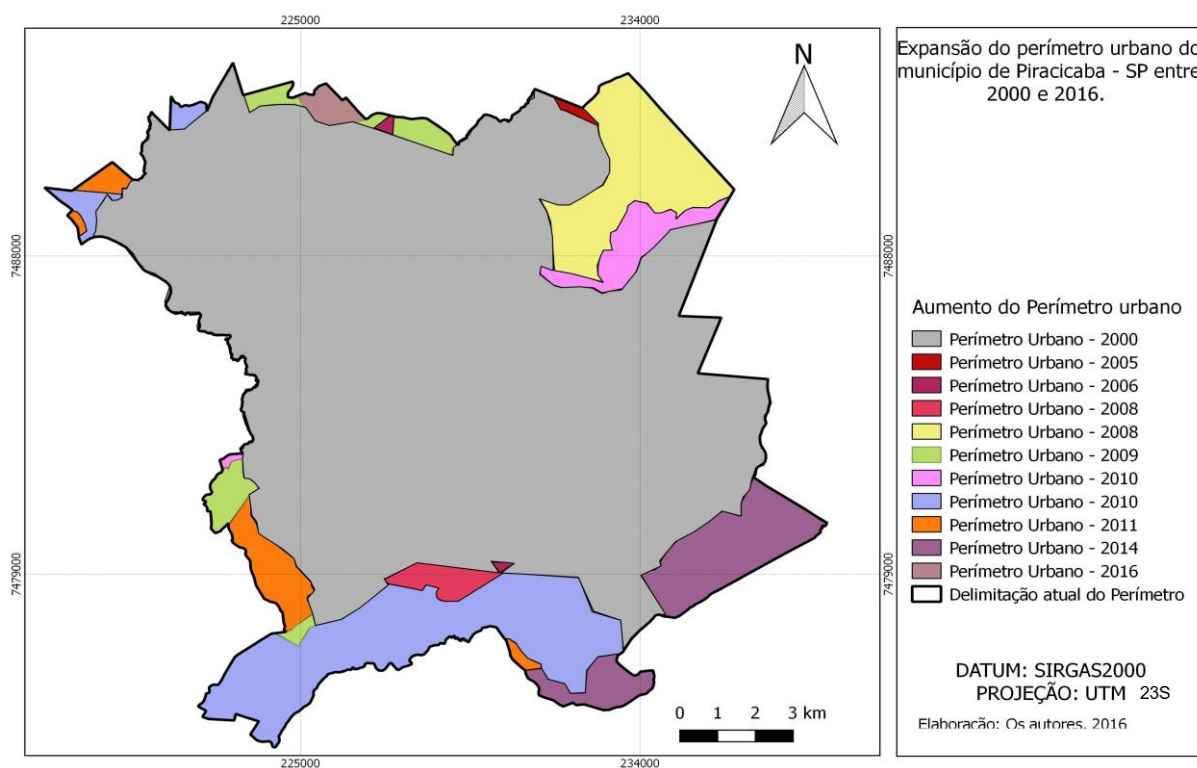 225000
234000
N
7488000
7488000
7479000
7479000
0 1 2 3 km
225000
234000
Expansão do perímetro urbano do
município de Piracicaba - SP entre
2000 e 2016.
Aumento do Perímetro urbano
Perímetro Urbano - 2000
Perímetro Urbano - 2005
Perímetro Urbano - 2006
Perímetro Urbano - 2008
Perímetro Urbano - 2008
Perímetro Urbano - 2009
Perímetro Urbano - 2010
Perímetro Urbano - 2010
Perímetro Urbano - 2011
Perímetro Urbano - 2014
Perímetro Urbano - 2016
Delimitação atual do Perímetro
DATUM: SIRGAS2000
PROJEÇÃO: UTM 23S
Elaboração: Os autores, 2016